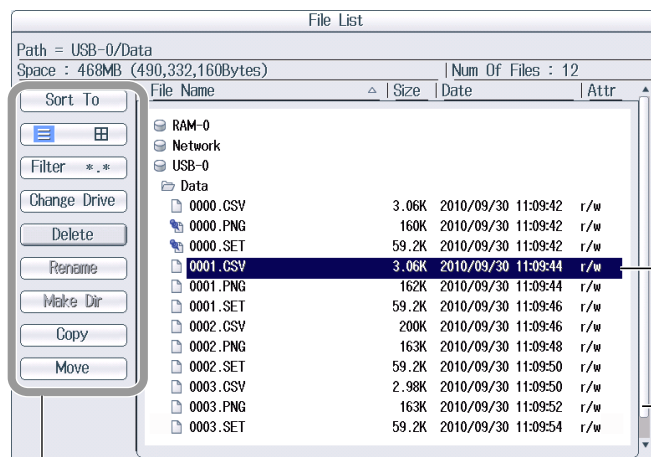 File List
Path = USB-0/Data
Space : 468MB (490,332,160Bytes) Num Of Files : 12
File Name Size Date Attr
Sort To
Filter *.*
Change Drive
Delete
Rename
Make Dir
Copy
Move
RAM-0
Network
USB-0
Data
0000.CSV 3.06K 2010/09/30 11:09:42 r/w
0000.PNG 160K 2010/09/30 11:09:42 r/w
0000.SET 59.2K 2010/09/30 11:09:42 r/w
0001.CSV 3.06K 2010/09/30 11:09:44 r/w
0001.PNG 162K 2010/09/30 11:09:44 r/w
0001.SET 59.2K 2010/09/30 11:09:46 r/w
0002.CSV 200K 2010/09/30 11:09:46 r/w
0002.PNG 163K 2010/09/30 11:09:48 r/w
0002.SET 59.2K 2010/09/30 11:09:50 r/w
0003.CSV 2.98K 2010/09/30 11:09:50 r/w
0003.PNG 163K 2010/09/30 11:09:52 r/w
0003.SET 59.2K 2010/09/30 11:09:54 r/w